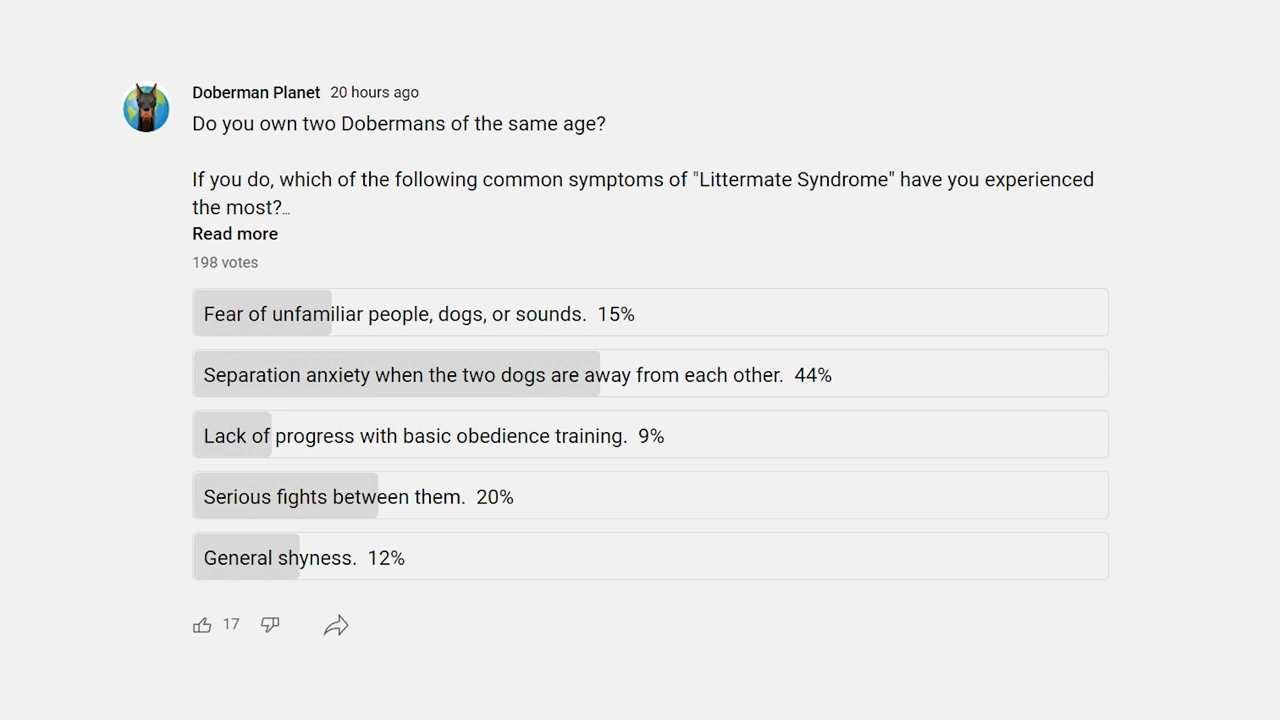 Doberman Planet 20 hours ago
Do you own two Dobermans of the same age?
If you do, which of the following common symptoms of "Littermate Syndrome" have you experienced
the most?...
Read more
198 votes
Fear of unfamiliar people, dogs, or sounds. 15%
Separation anxiety when the two dogs are away from each other. 44%
Lack of progress with basic obedience training. 9%
Serious fights between them. 20%
General shyness. 12%
17